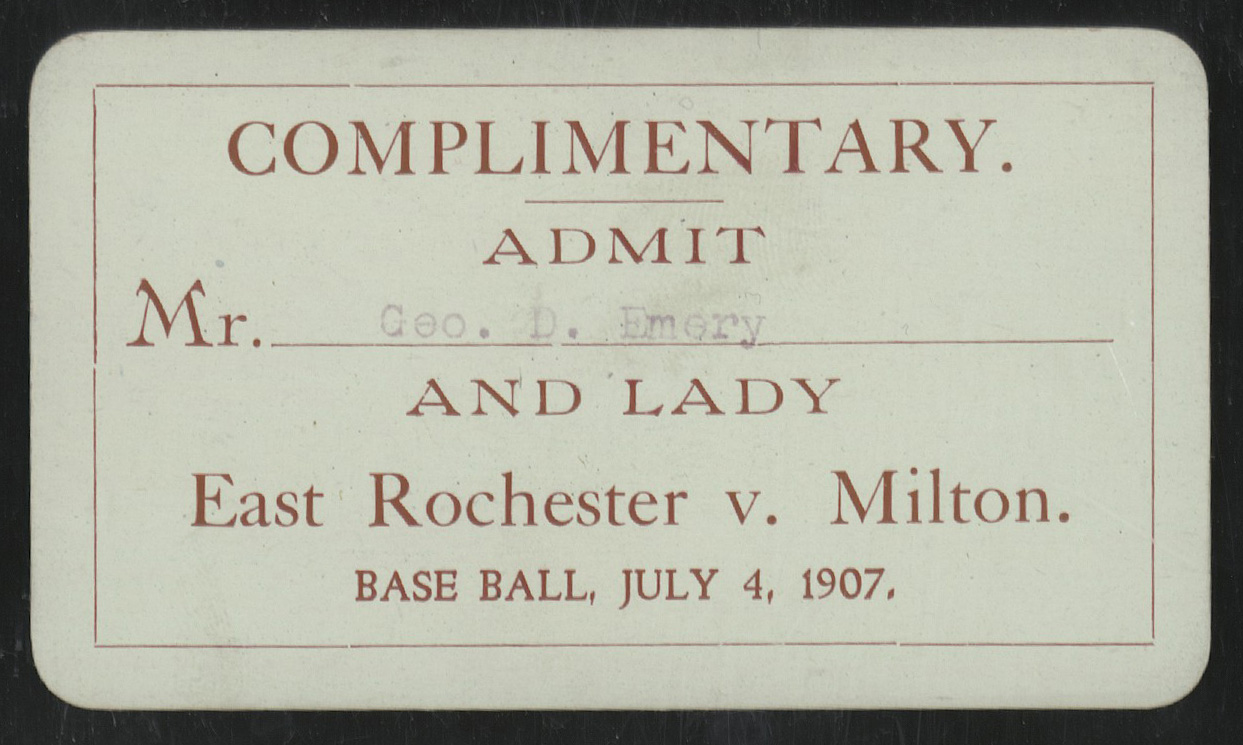 COMPLIMENTARY.
ADMIT
Mr. Geo. D. Emery
AND LADY
East Rochester v. Milton.
BASE BALL, JULY 4, 1907.